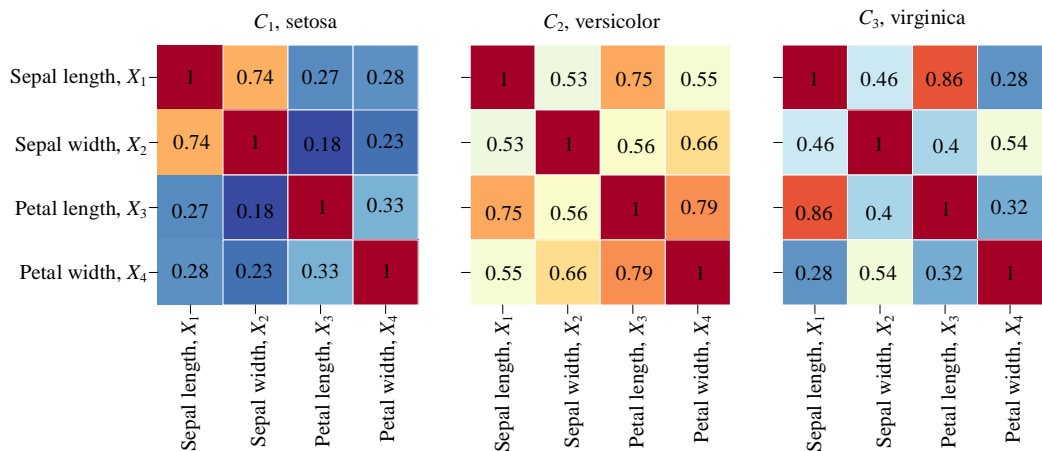 C1, setosa
C2, versicolor
C3, virginica
Sepal length, X1 1 0.74 0.27 0.28 1 0.53 0.75 0.55 1 0.46 0.86 0.28
Sepal width, X2 0.74 1 0.18 0.23 0.53 1 0.56 0.66 0.46 1 0.4 0.54
Petal length, X3 0.27 0.18 1 0.33 0.75 0.56 1 0.79 0.86 0.4 1 0.32
Petal width, X4 0.28 0.23 0.33 1 0.55 0.66 0.79 1 0.28 0.54 0.32 1
Sepal length, X1
Sepal width, X2
Petal length, X3
Petal width, X4
Sepal length, X1
Sepal width, X2
Petal length, X3
Petal width, X4
Sepal length, X1
Sepal width, X2
Petal length, X3
Petal width, X4